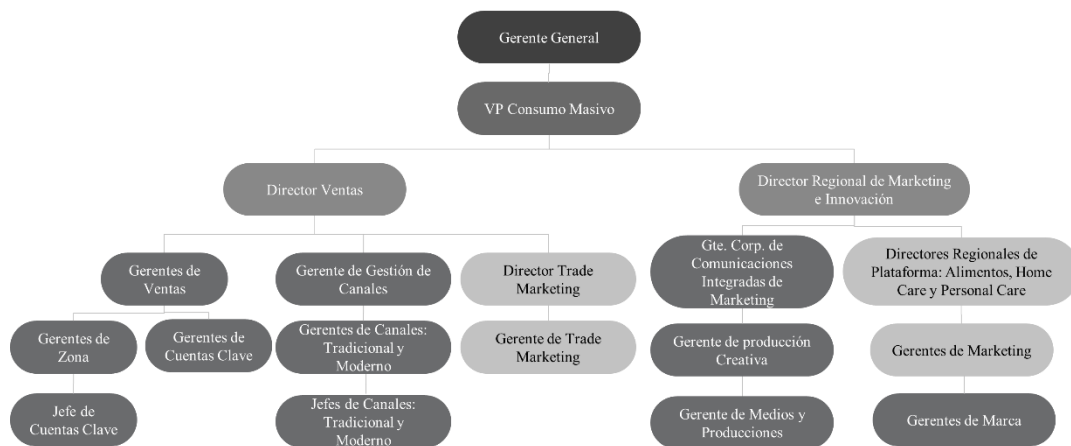 Gerente General
VP Consumo Masivo
Director Ventas
Director Regional de Marketing
e Innovación
Gerentes de
Ventas
Gerente de Gestión de
Canales
Director Trade
Marketing
Gte. Corp. de
Comunicaciones
Integradas de
Marketing
Directores Regionales de
Plataforma: Alimentos, Home
Care y Personal Care
Gerentes de
Zona
Gerentes de
Cuentas Clave
Gerentes de Canales:
Tradicional y
Moderno
Gerente de Trade
Marketing
Gerente de producción
Creativa
Gerentes de Marketing
Jefe de
Cuentas Clave
Jefes de Canales:
Tradicional y
Moderno
Gerente de Medios y
Producciones
Gerentes de Marca